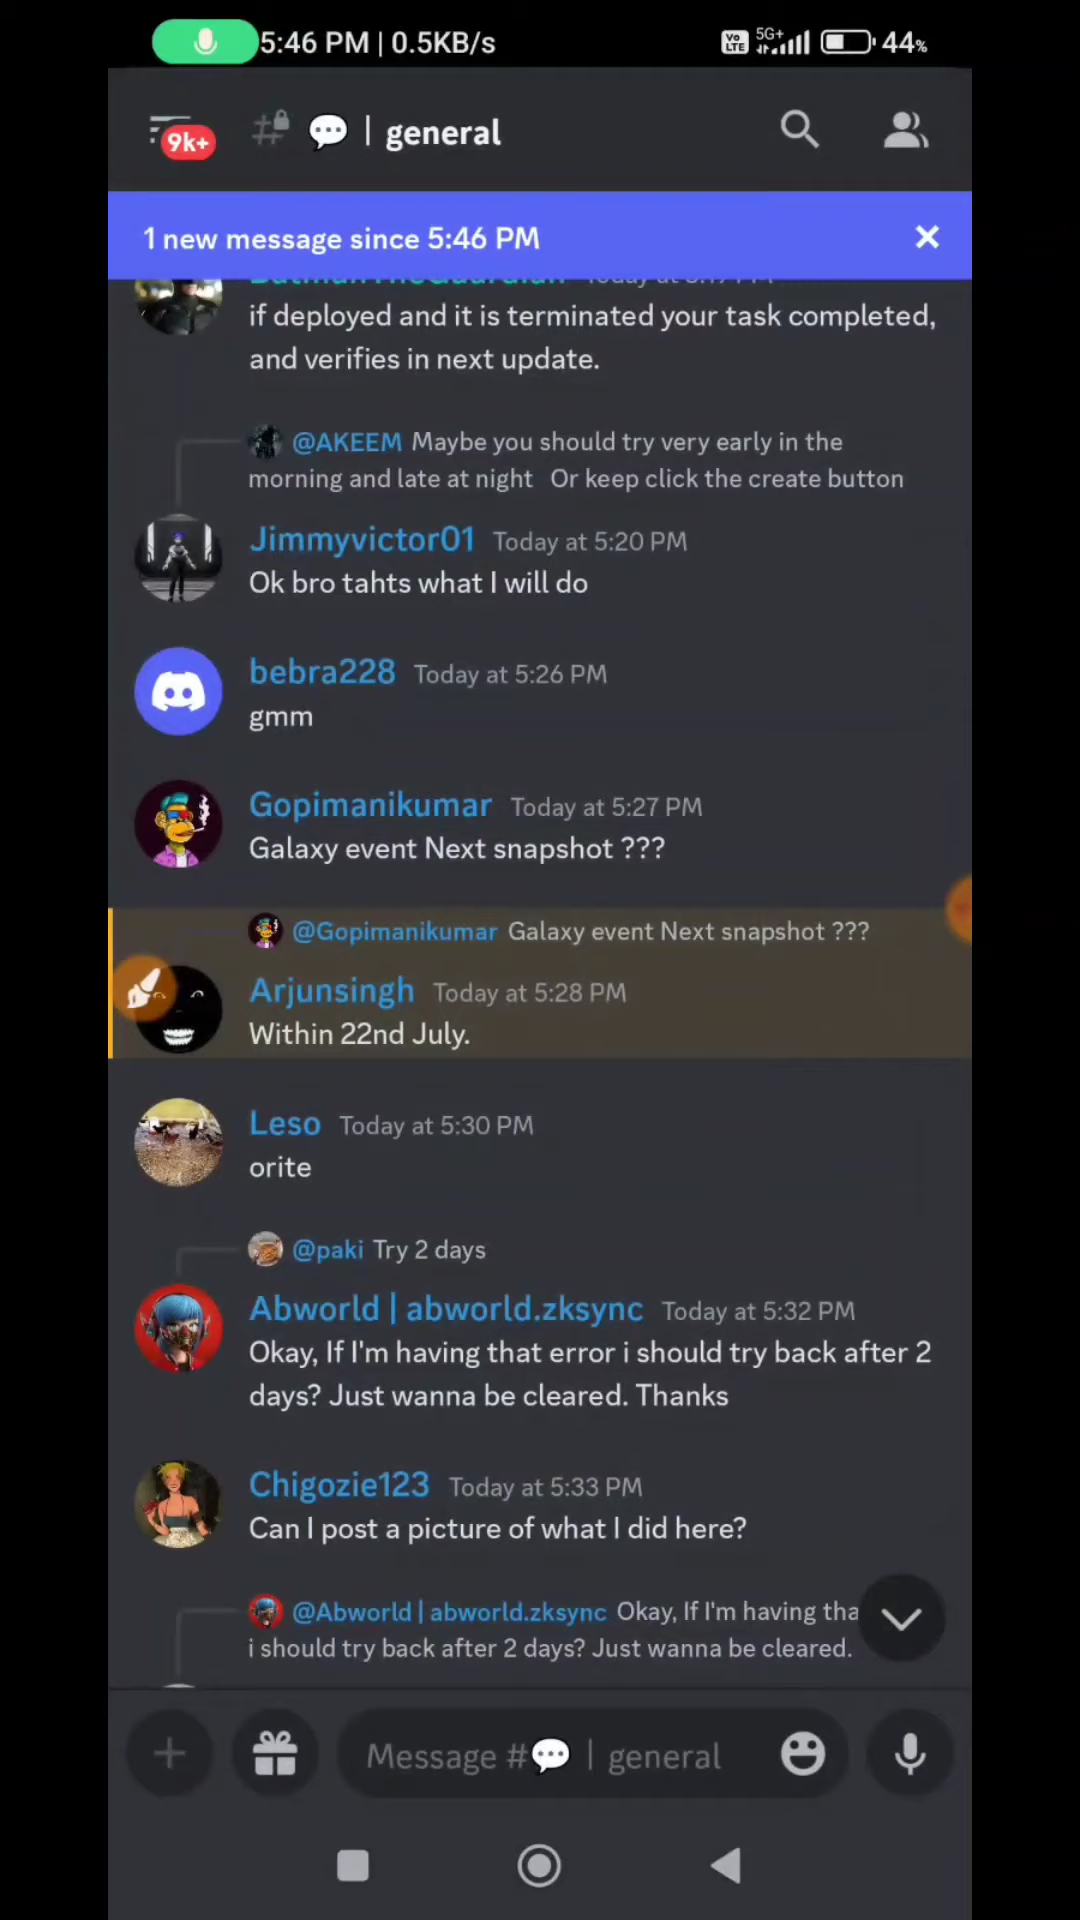 5:46 PM | 0.5KB/s Vo LTE 5G+ 44%
9k+ # 💬 | general
1 new message since 5:46 PM
if deployed and it is terminated your task completed,
and verifies in next update.
@AKEEM Maybe you should try very early in the
morning and late at night Or keep click the create button
Jimmyvictor01 Today at 5:20 PM
Ok bro tahts what I will do
bebra228 Today at 5:26 PM
gmm
Gopimanikumar Today at 5:27 PM
Galaxy event Next snapshot ???
@Gopimanikumar Galaxy event Next snapshot ???
Arjunsingh Today at 5:28 PM
Within 22nd July.
Leso Today at 5:30 PM
orite
@paki Try 2 days
Abworld | abworld.zksync Today at 5:32 PM
Okay, If I'm having that error i should try back after 2
days? Just wanna be cleared. Thanks
Chigozie123 Today at 5:33 PM
Can I post a picture of what I did here?
@Abworld | abworld.zksync Okay, If I'm having tha
i should try back after 2 days? Just wanna be cleared.
Message #💬 | general